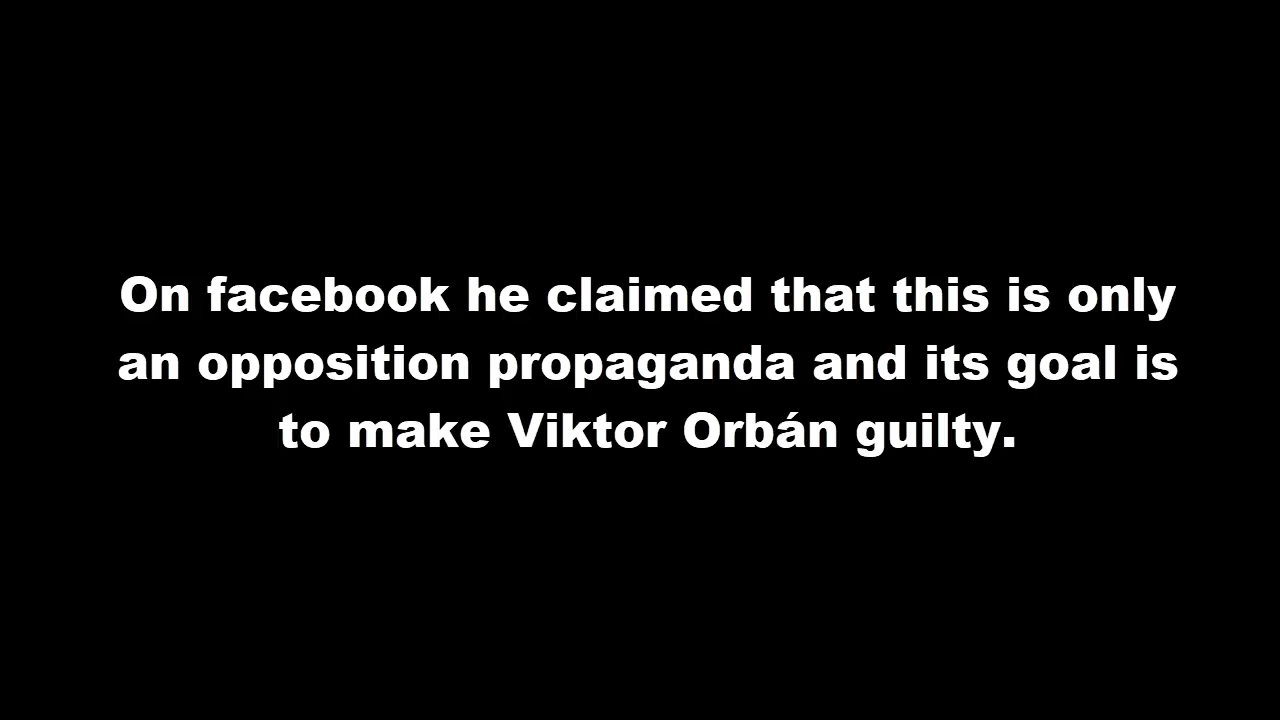 On facebook he claimed that this is only
an opposition propaganda and its goal is
to make Viktor Orbán guilty.